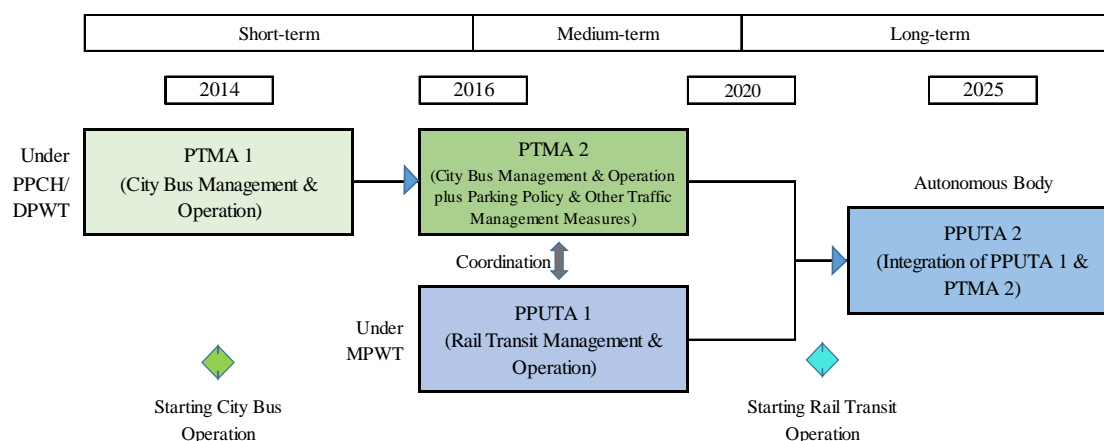 Short-term Medium-term Long-term
2014 2016 2020 2025
Under
PPCH/
DPWT
PTMA 1
(City Bus Management &
Operation)
PTMA 2
(City Bus Management & Operation
plus Parking Policy & Other Traffic
Management Measures)
Autonomous Body
PPUTA 2
(Integration of PPUTA 1 &
PTMA 2)
Coordination
Under
MPWT
PPUTA 1
(Rail Transit Management &
Operation)
Starting City Bus
Operation
Starting Rail Transit
Operation